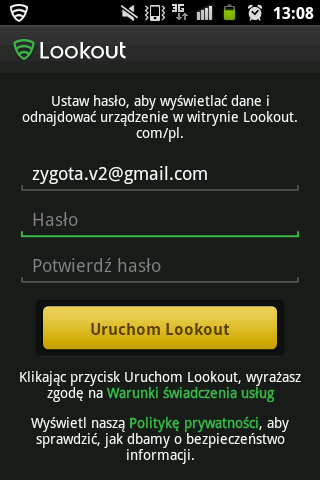 3G
13:08
Lookout
Ustaw hasło, aby wyświetlać dane i
odnajdować urządzenie w witrynie Lookout.
com/pl.
zygota.v2@gmail.com
Hasło
Potwierdź hasło
Uruchom Lookout
Klikając przycisk Uruchom Lookout, wyrażasz
zgodę na Warunki świadczenia usług
Wyświetl naszą Politykę prywatności, aby
sprawdzić, jak dbamy o bezpieczeństwo
informacji.